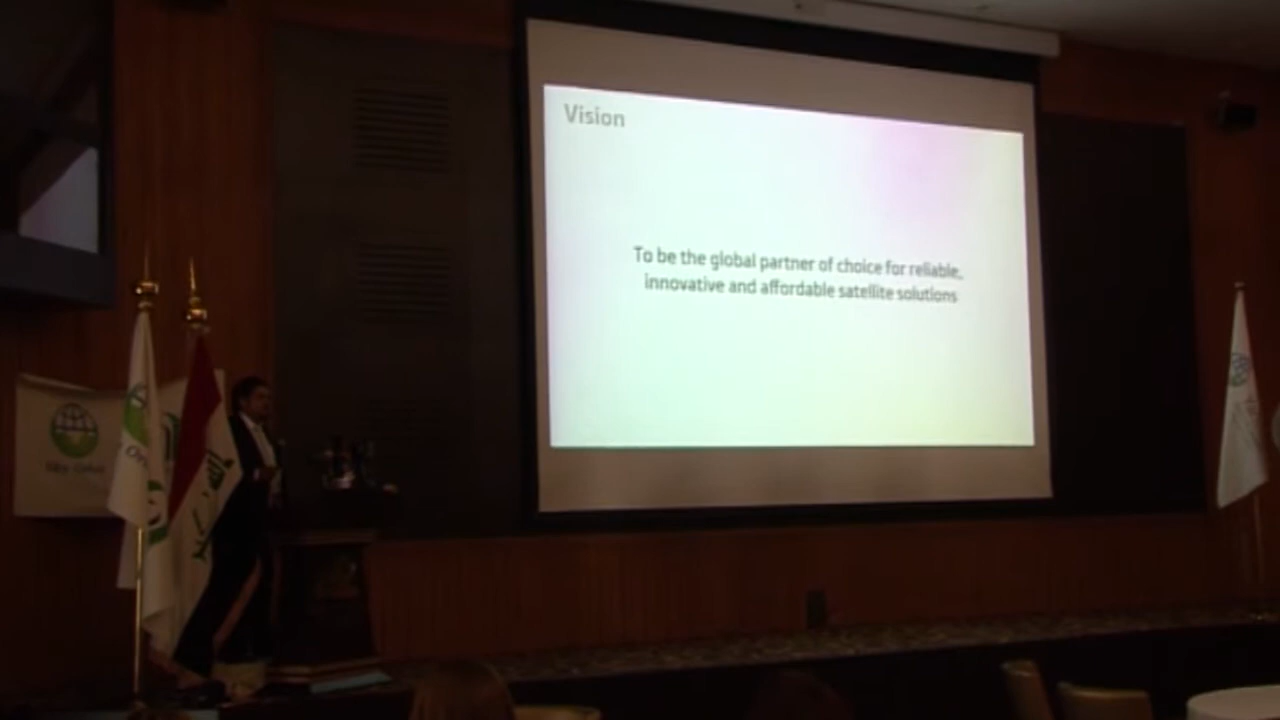 Vision
To be the global partner of choice for reliable,
innovative and affordable satellite solutions